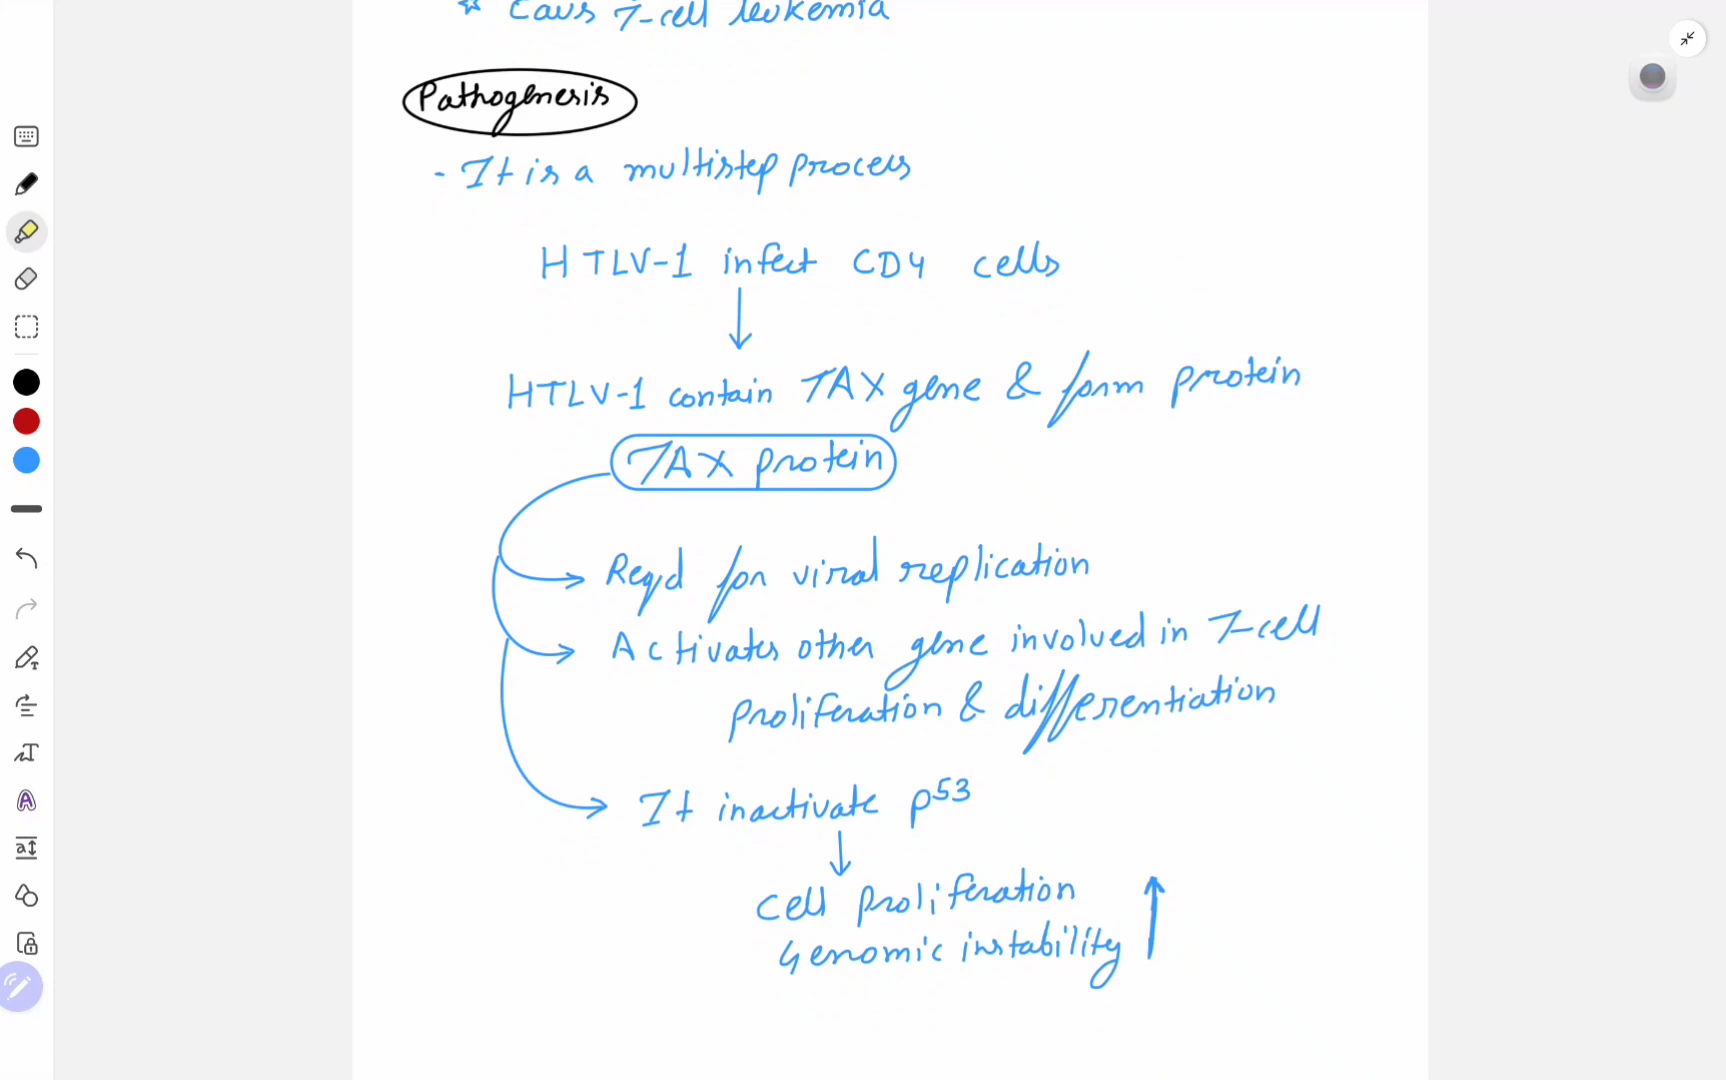 * Caus T-cell leukemia
Pathogenesis
- It is a multistep process
HTLV-1 infect CD4 cells
HTLV-1 contain TAX gene & form protein
TAX protein
Reqd for viral replication
Activates other gene involved in T-cell
proliferation & differentiation
It inactivate p53
Cell proliferation
Genomic instability